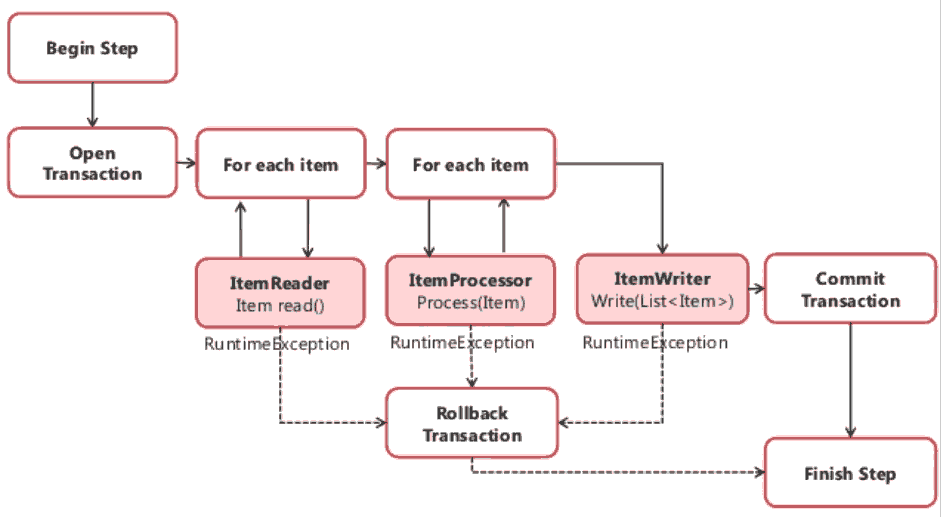 Begin Step
Open
Transaction
For each item
For each item
ItemReader
Item read()
ItemProcessor
Process(Item)
ItemWriter
Write(List<Item>)
Commit
Transaction
RuntimeException
RuntimeException
RuntimeException
Rollback
Transaction
Finish Step